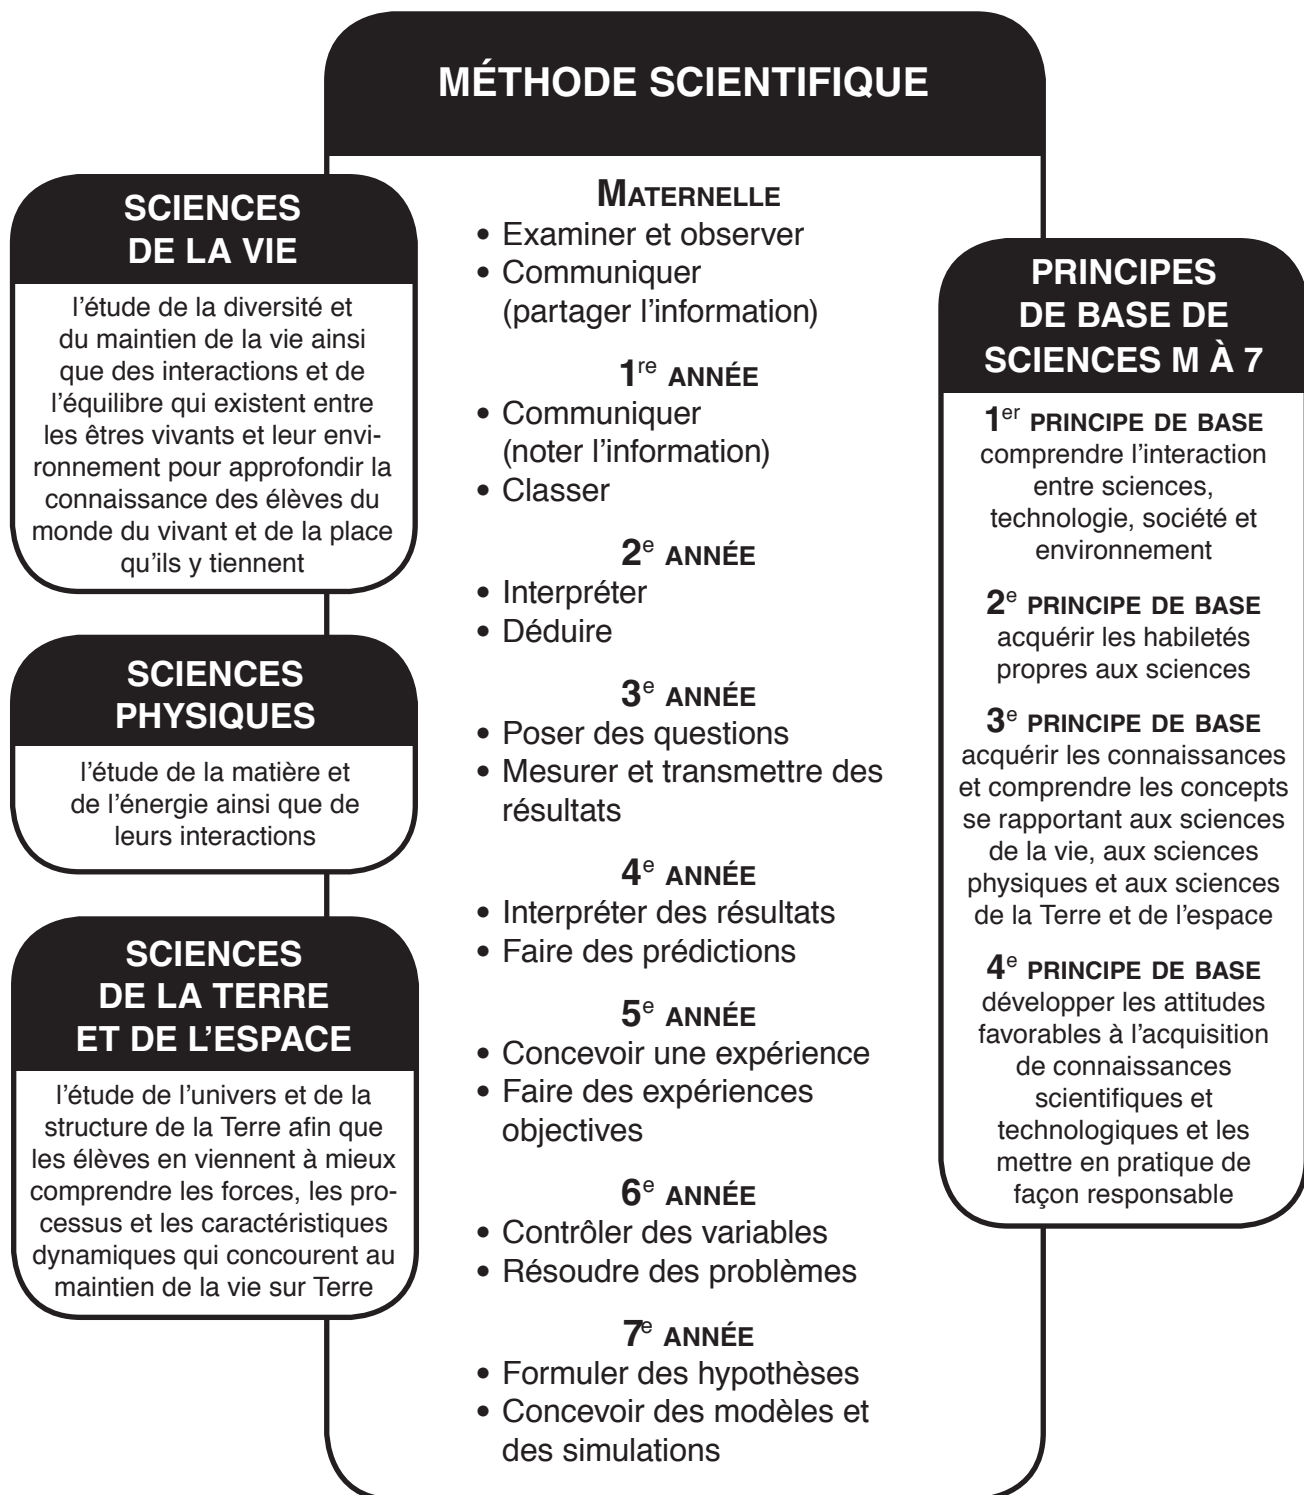 MÉTHODE SCIENTIFIQUE
SCIENCES
DE LA VIE
l’étude de la diversité et
du maintien de la vie ainsi
que des interactions et de
l’équilibre qui existent entre
les êtres vivants et leur envi-
ronnement pour approfondir la
connaissance des élèves du
monde du vivant et de la place
qu’ils y tiennent
SCIENCES
PHYSIQUES
l’étude de la matière et
de l’énergie ainsi que de
leurs interactions
SCIENCES
DE LA TERRE
ET DE L’ESPACE
l’étude de l’univers et de la
structure de la Terre afin que
les élèves en viennent à mieux
comprendre les forces, les pro-
cessus et les caractéristiques
dynamiques qui concourent au
maintien de la vie sur Terre
MATERNELLE
• Examiner et observer
• Communiquer
(partager l’information)
1re ANNÉE
• Communiquer
(noter l’information)
• Classer
2e ANNÉE
• Interpréter
• Déduire
3e ANNÉE
• Poser des questions
• Mesurer et transmettre des
résultats
4e ANNÉE
• Interpréter des résultats
• Faire des prédictions
5e ANNÉE
• Concevoir une expérience
• Faire des expériences
objectives
6e ANNÉE
• Contrôler des variables
• Résoudre des problèmes
7e ANNÉE
• Formuler des hypothèses
• Concevoir des modèles et
des simulations
PRINCIPES
DE BASE DE
SCIENCES M À 7
1er PRINCIPE DE BASE
comprendre l’interaction
entre sciences,
technologie, société et
environnement
2e PRINCIPE DE BASE
acquérir les habiletés
propres aux sciences
3e PRINCIPE DE BASE
acquérir les connaissances
et comprendre les concepts
se rapportant aux sciences
de la vie, aux sciences
physiques et aux sciences
de la Terre et de l’espace
4e PRINCIPE DE BASE
développer les attitudes
favorables à l’acquisition
de connaissances
scientifiques et
technologiques et les
mettre en pratique de
façon responsable